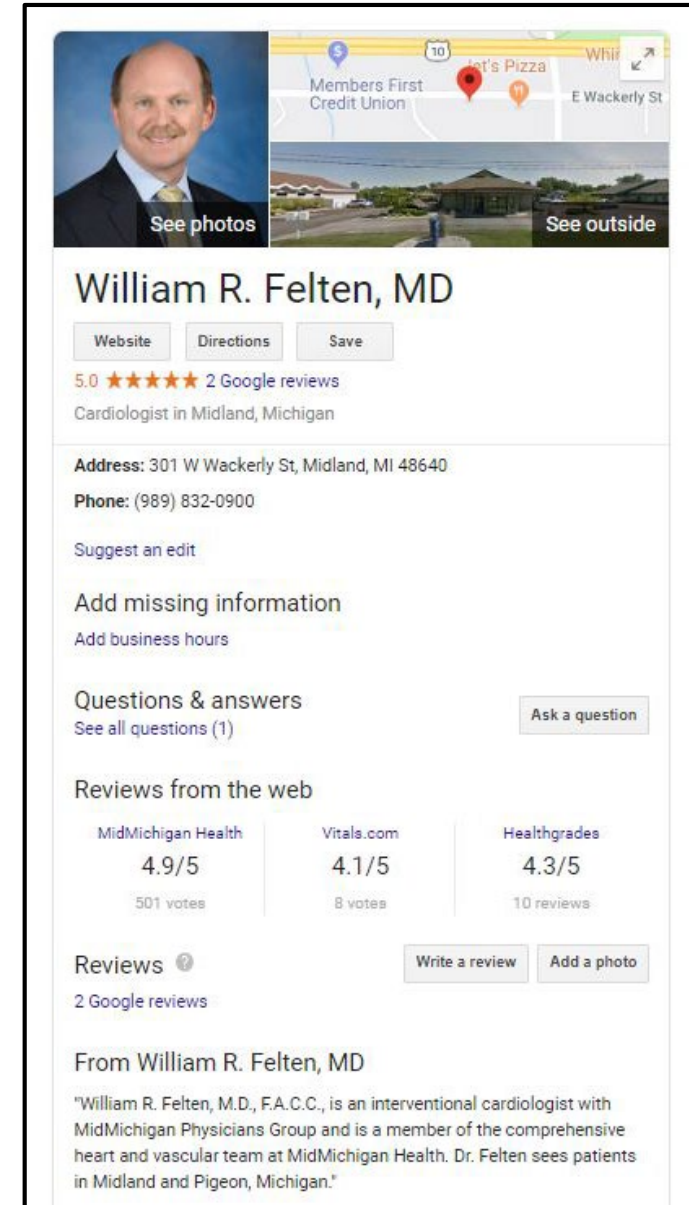 10
Whi
Jet's Pizza
Members First
Credit Union
E Wackerly St
See photos
See outside
William R. Felten, MD
Website Directions Save
5.0 ★★★★★ 2 Google reviews
Cardiologist in Midland, Michigan
Address: 301 W Wackerly St, Midland, MI 48640
Phone: (989) 832-0900
Suggest an edit
Add missing information
Add business hours
Questions & answers
See all questions (1)
Ask a question
Reviews from the web
MidMichigan Health Vitals.com Healthgrades
4.9/5 4.1/5 4.3/5
501 votes 8 votes 10 reviews
Reviews
Write a review Add a photo
2 Google reviews
From William R. Felten, MD
"William R. Felten, M.D., F.A.C.C., is an interventional cardiologist with
MidMichigan Physicians Group and is a member of the comprehensive
heart and vascular team at MidMichigan Health. Dr. Felten sees patients
in Midland and Pigeon, Michigan."